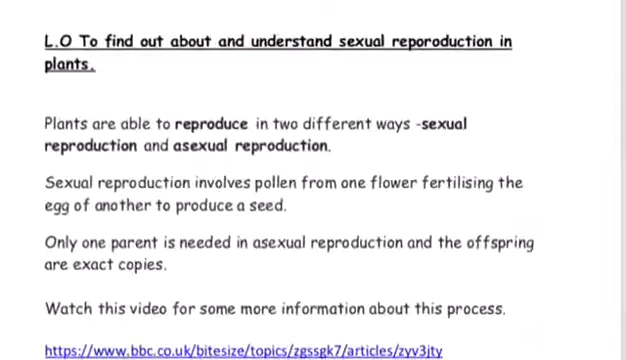 L.O To find out about and understand sexual reporoduction in
plants.
Plants are able to reproduce in two different ways -sexual
reproduction and asexual reproduction.
Sexual reproduction involves pollen from one flower fertilising the
egg of another to produce a seed.
Only one parent is needed in asexual reproduction and the offspring
are exact copies.
Watch this video for some more information about this process.
https://www.bbc.co.uk/bitesize/topics/zgssgk7/articles/zyv3jty